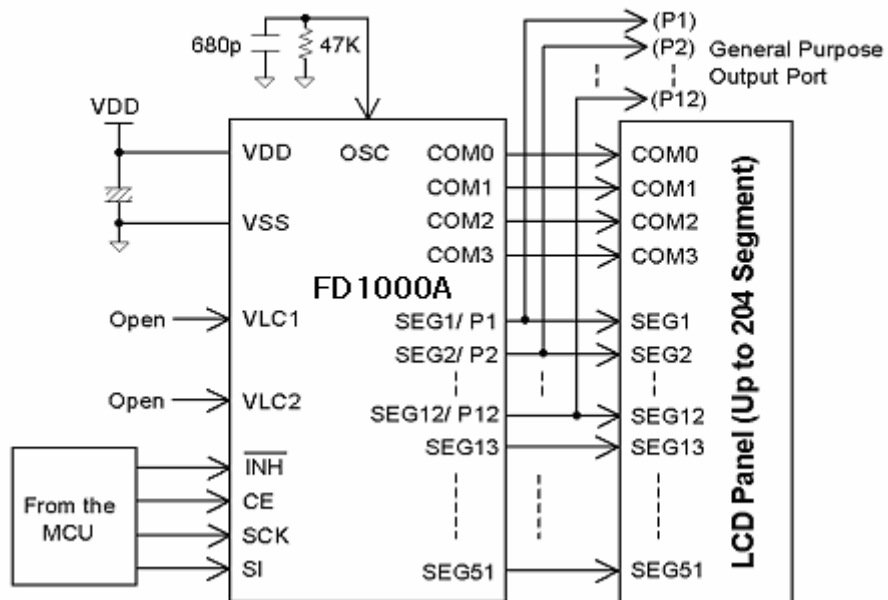 (P1)
680p
47K
(P2)
General Purpose
Output Port
(P12)
VDD
VDD
OSC
COM0
COM0
COM1
COM1
VSS
COM2
COM2
COM3
COM3
FD1000A
Open
VLC1
SEG1/ P1
SEG1
SEG2/ P2
SEG2
Open
VLC2
SEG12/ P12
SEG12
SEG13
SEG13
INH
From the
MCU
CE
SCK
SI
SEG51
SEG51
LCD Panel (Up to 204 Segment)